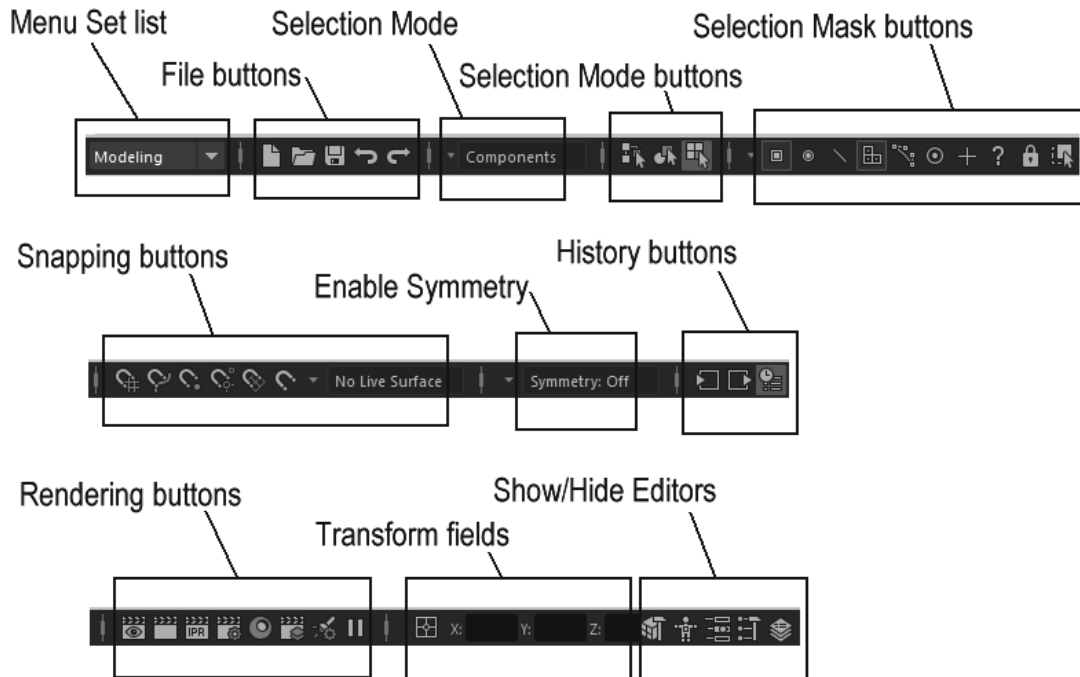 Menu Set list
Selection Mode
Selection Mask buttons
File buttons
Selection Mode buttons
Modeling
Components
?
Snapping buttons
History buttons
Enable Symmetry
No Live Surface
Symmetry: Off
Rendering buttons
Show/Hide Editors
Transform fields
IPR
X:
Y:
Z: